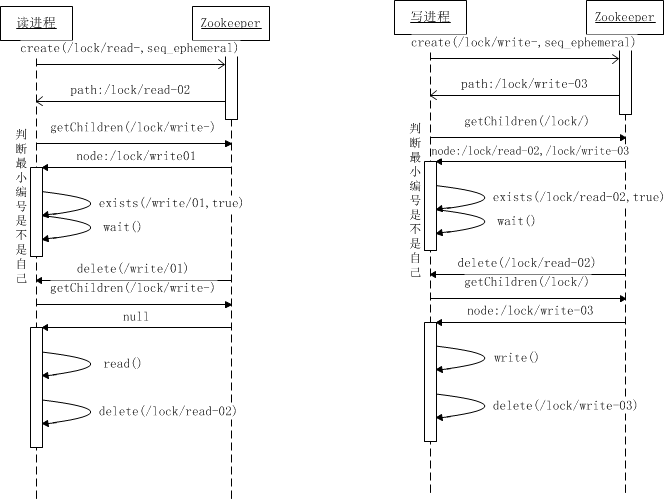 读进程
Zookeeper
create(/lock/read-,seq_ephemeral)
path:/lock/read-02
getChildren(/lock/write-)
node:/lock/write01
判断最小编号是不是自己
exists(/write/01,true)
wait()
delete(/write/01)
getChildren(/lock/write-)
null
read()
delete(/lock/read-02)
写进程
Zookeeper
create(/lock/write-,seq_ephemeral)
path:/lock/write-03
getChildren(/lock/)
node:/lock/read-02,/lock/write-03
判断最小编号是不是自己
exists(/lock/read-02,true)
wait()
delete(/lock/read-02)
getChildren(/lock/)
node:/lock/write-03
write()
delete(/lock/write-03)